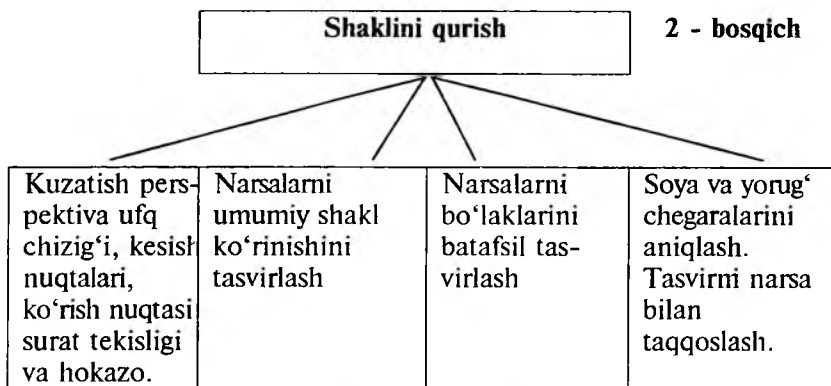 Shaklini qurish
2 - bosqich
Kuzatish pers-
pektiva ufq
chizig‘i, kesish
nuqtalari,
ko‘rish nuqtasi
surat tekisligi
va hokazo.
Narsalarni
umumiy shakl
ko‘rinishini
tasvirlash
Narsalarni
bo‘laklarini
batafsil tas-
virlash
Soya va yorug‘
chegaralarini
aniqlash.
Tasvirni narsa
bilan
taqqoslash.